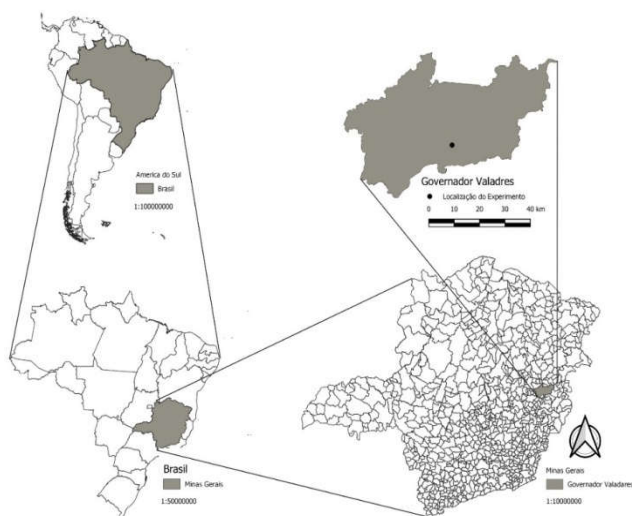 America do Sul
Brasil
1:100000000
Governador Valadres
Localização do Experimento
0 10 20 30 40 km
Brasil
Minas Gerais
1:50000000
Minas Gerais
Governador Valadares
1:10000000